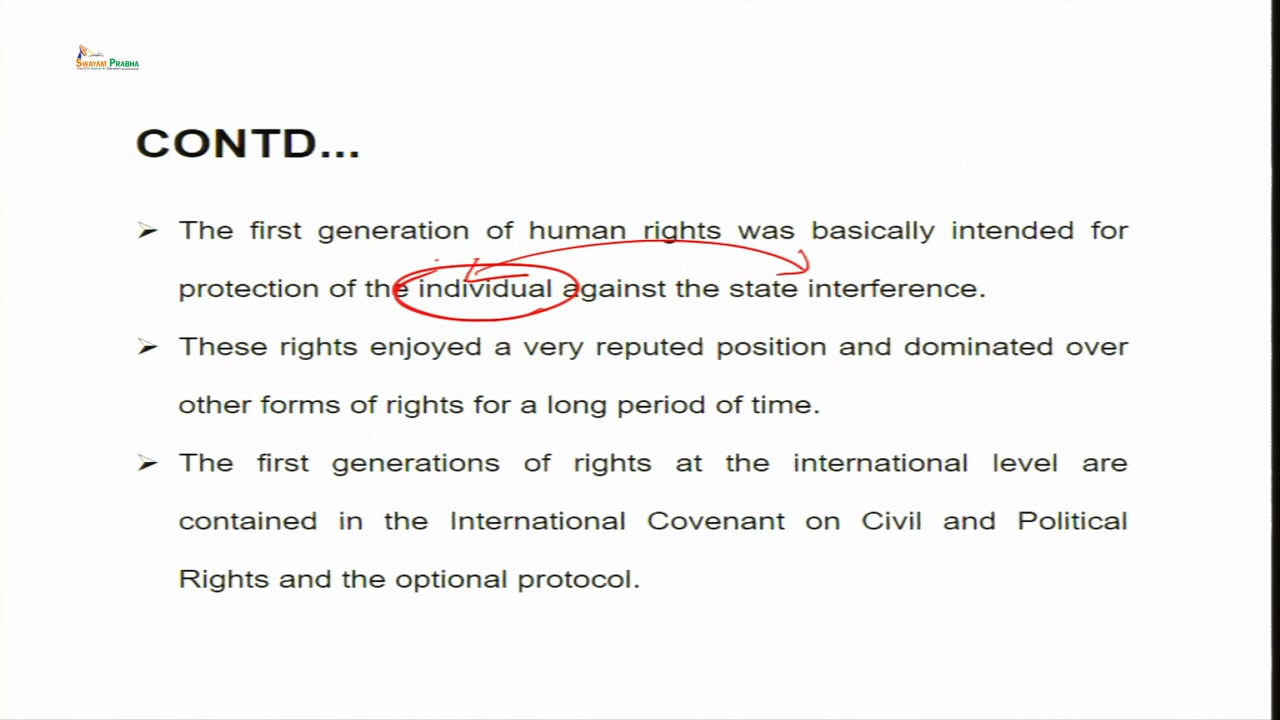 SWAYAM PRABHA
CONTD...
➢ The first generation of human rights was basically intended for
protection of the individual against the state interference.
➢ These rights enjoyed a very reputed position and dominated over
other forms of rights for a long period of time.
➢ The first generations of rights at the international level are
contained in the International Covenant on Civil and Political
Rights and the optional protocol.